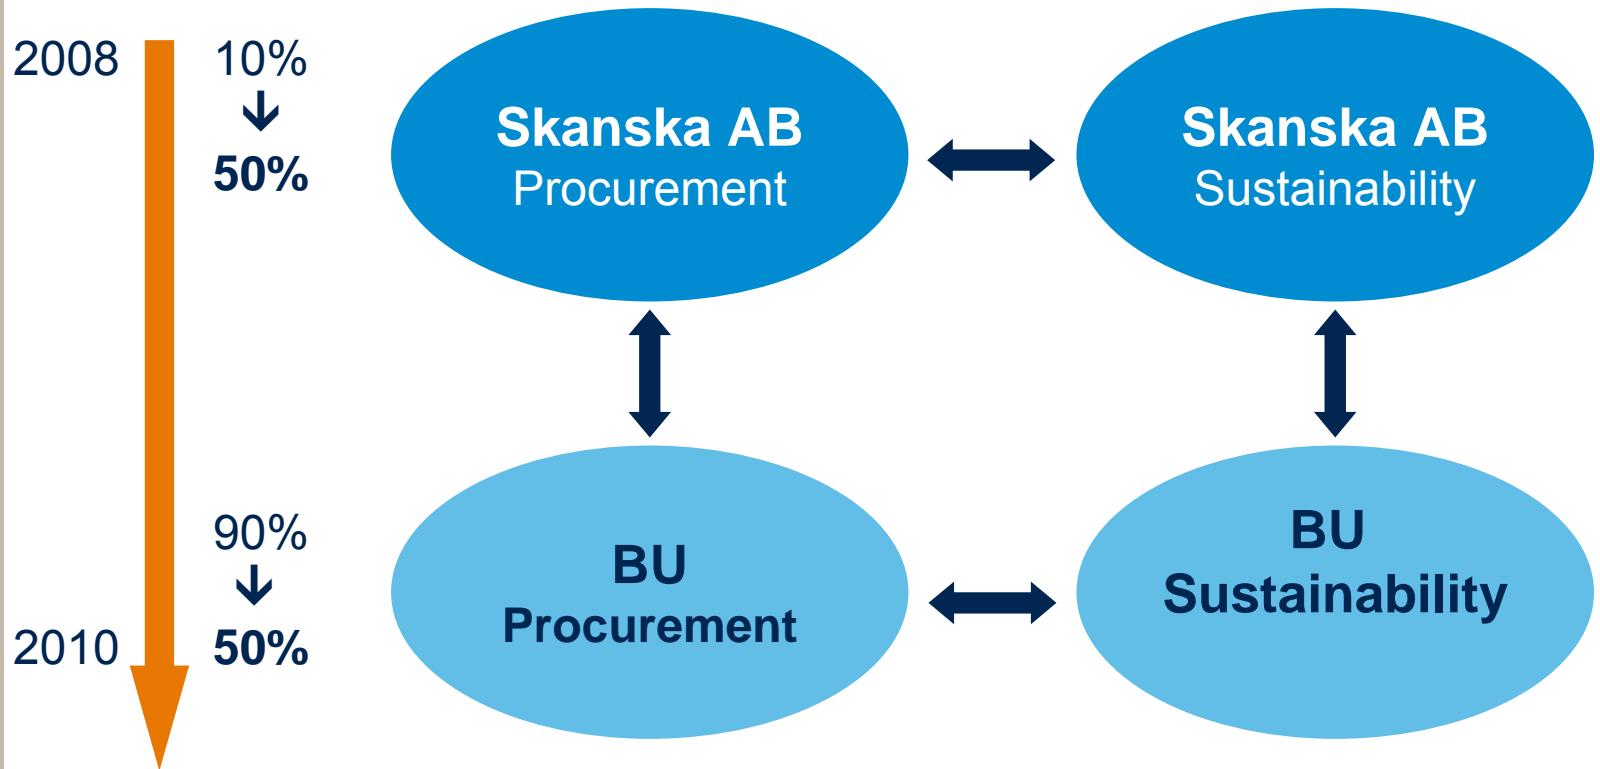 2008
10%
50%
90%
2010
50%
Skanska AB
Procurement
Skanska AB
Sustainability
BU
Procurement
BU
Sustainability